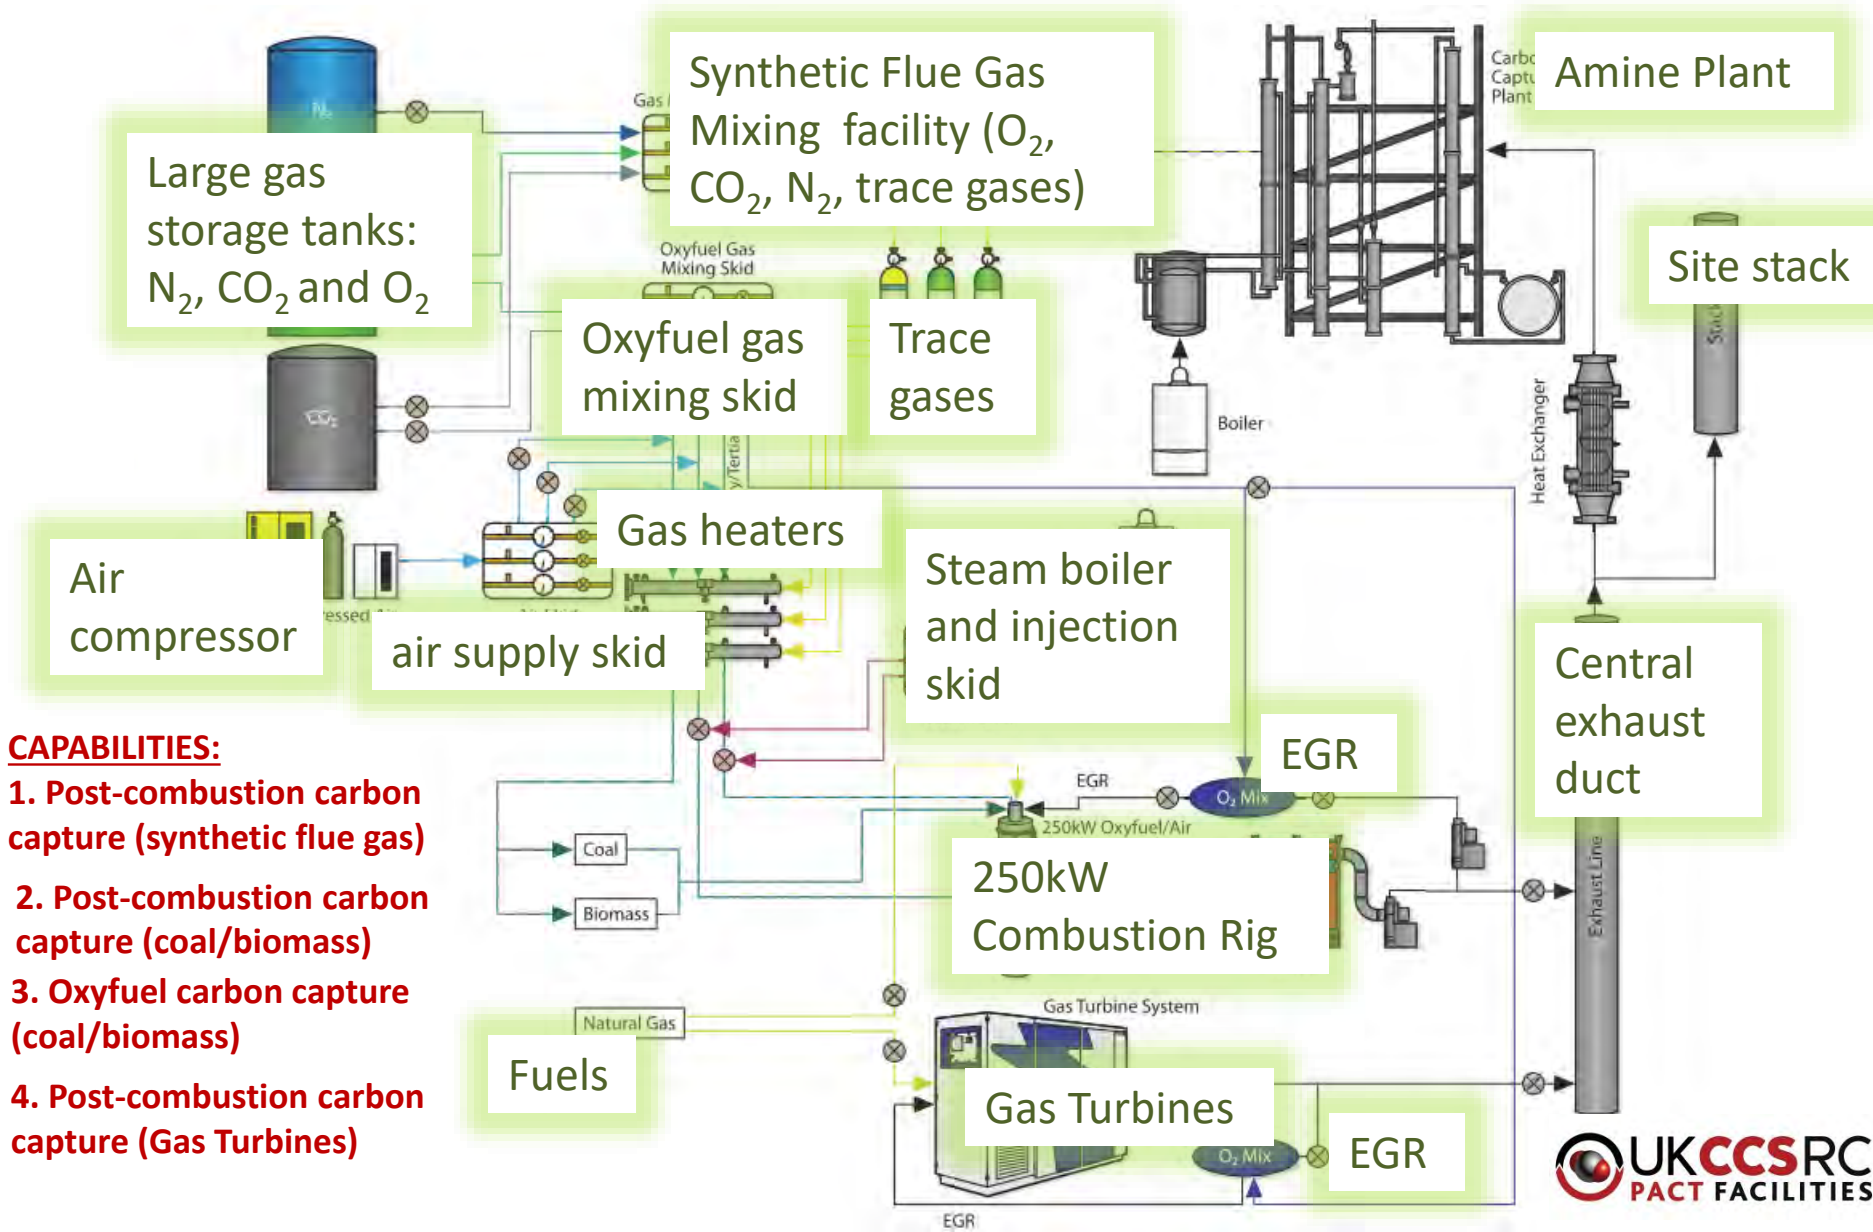 N₂
Large gas
storage tanks:
N₂, CO₂ and O₂
CO₂
Gas
Synthetic Flue Gas
Mixing facility (O₂,
CO₂, N₂, trace gases)
Plant
Amine Plant
Site stack
Stack
Oxyfuel Gas
Mixing Skid
Oxyfuel gas
mixing skid
Trace
gases
Boiler
Heat Exchanger
Gas heaters
Air
compressor
air supply skid
Steam boiler
and injection
skid
Central
exhaust
duct
Exhaust Line
EGR
EGR
O₂ Mix
250kW Oxyfuel/Air
250kW
Combustion Rig
Coal
Biomass
Natural Gas
Fuels
Gas Turbine System
Gas Turbines
O₂ Mix
EGR
EGR
CAPABILITIES:
1. Post-combustion carbon
capture (synthetic flue gas)
2. Post-combustion carbon
capture (coal/biomass)
3. Oxyfuel carbon capture
(coal/biomass)
4. Post-combustion carbon
capture (Gas Turbines)
UKCCSRC
PACT FACILITIES